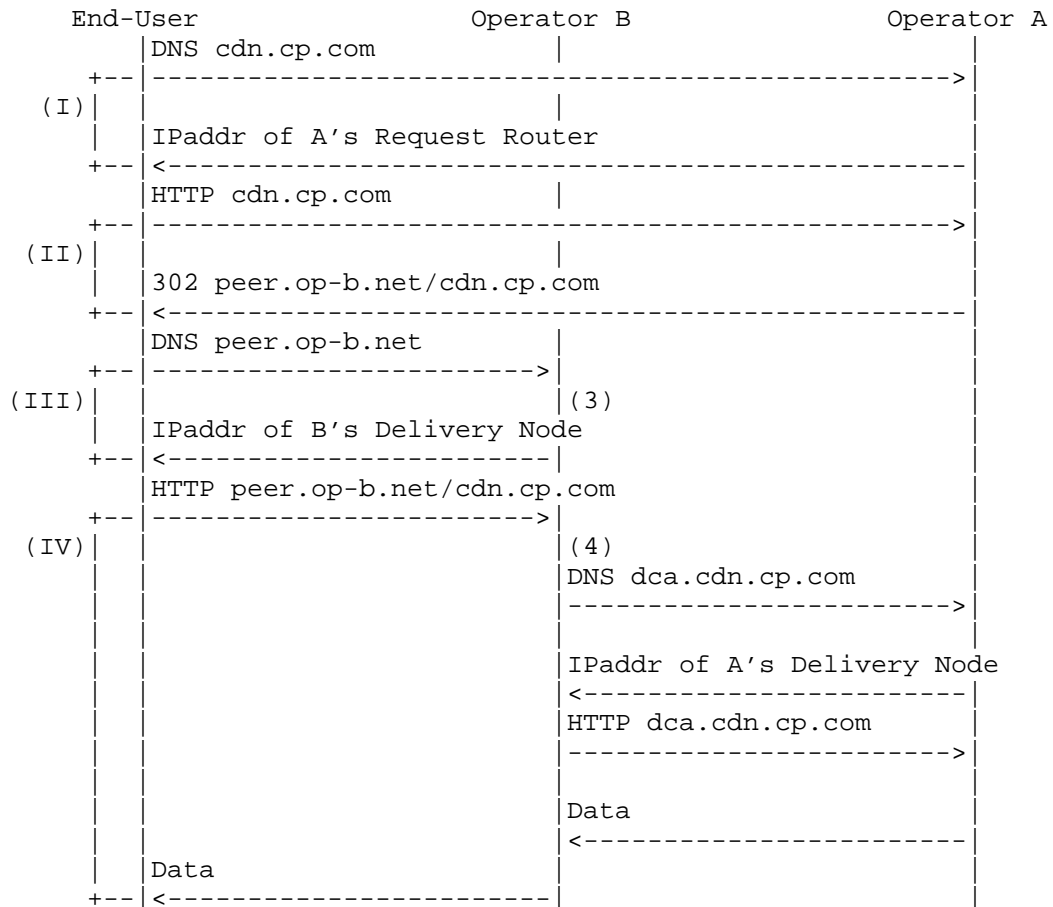 End-User Operator B Operator A
DNS cdn.cp.com
(I)
IPaddr of A's Request Router
HTTP cdn.cp.com
(II)
302 peer.op-b.net/cdn.cp.com
DNS peer.op-b.net
(III) (3)
IPaddr of B's Delivery Node
HTTP peer.op-b.net/cdn.cp.com
(IV) (4)
DNS dca.cdn.cp.com
IPaddr of A's Delivery Node
HTTP dca.cdn.cp.com
Data
Data